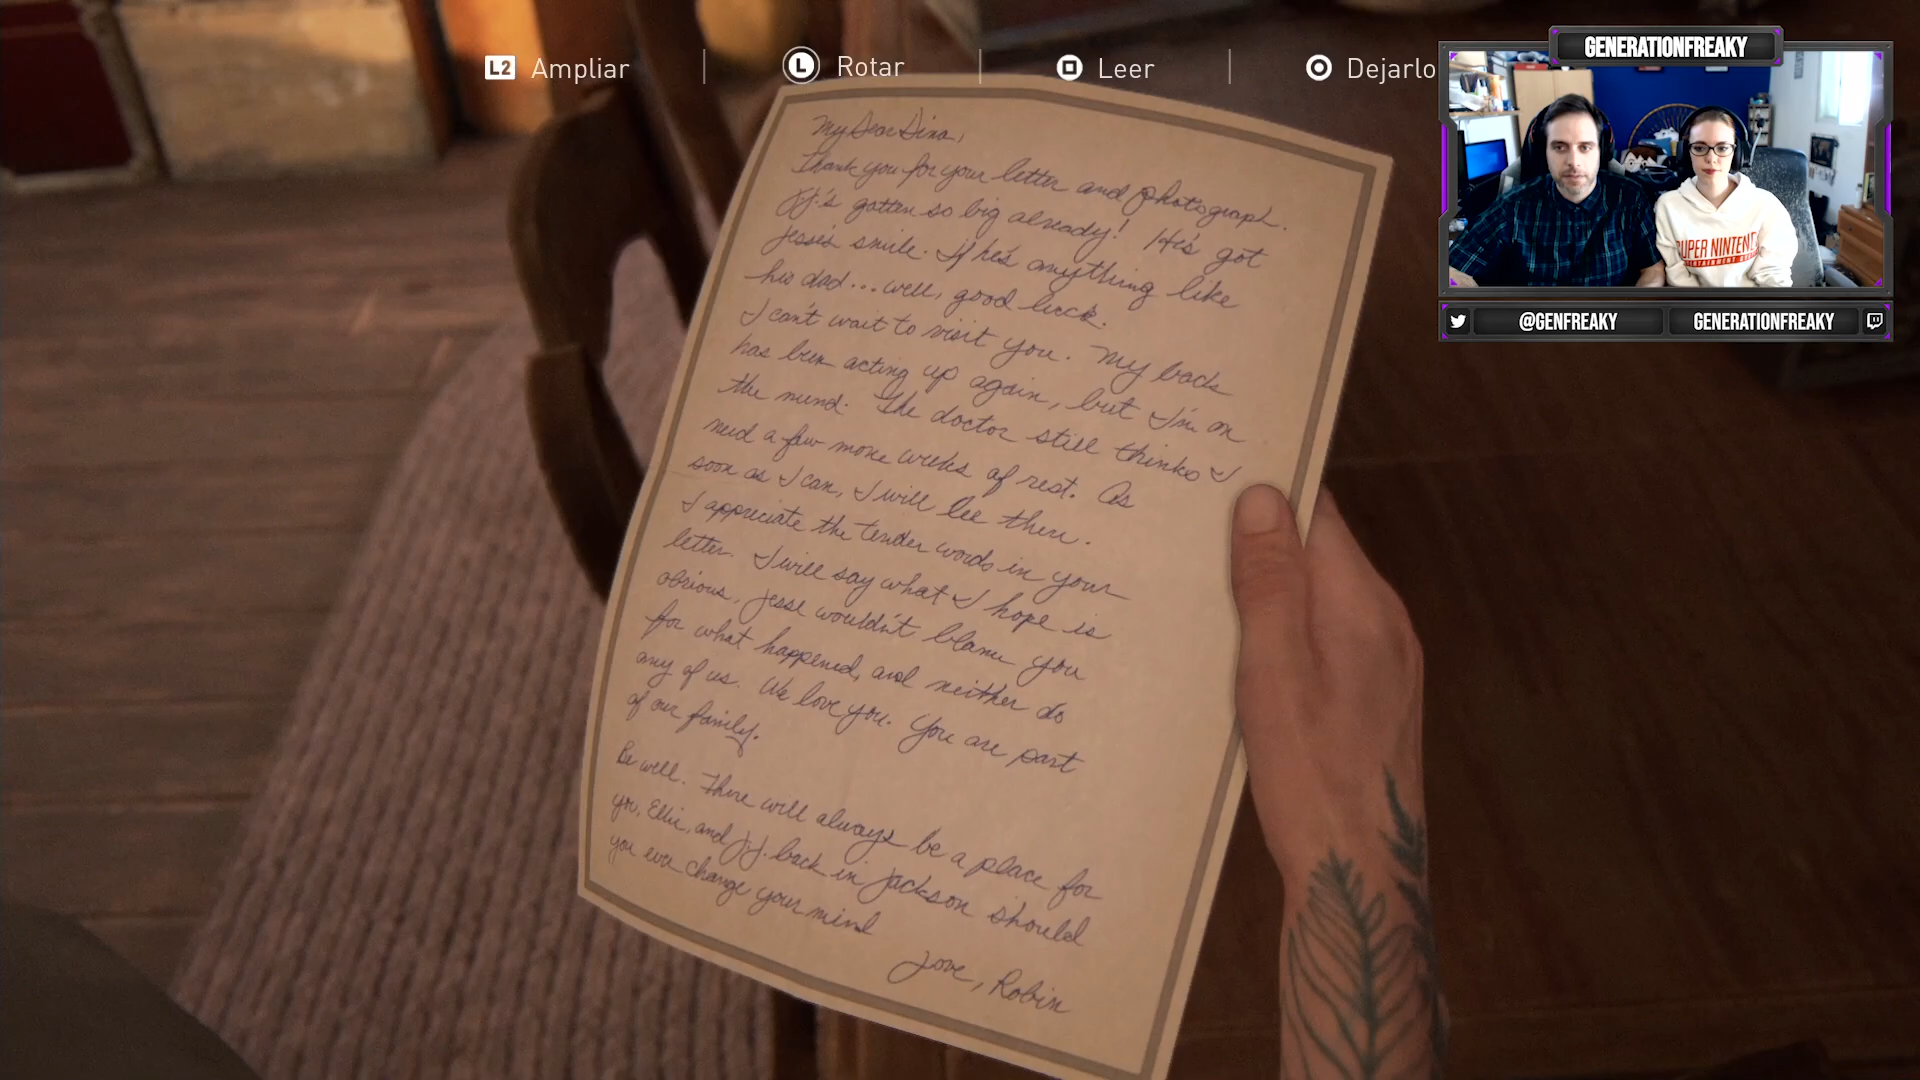 L2 Ampliar
L Rotar
Leer
Dejarlo
GENERATIONFREAKY
SUPER NINTENDO
@GENFREAKY
GENERATIONFREAKY
My Dear Dina,
Thank you for your letter and photograph.
JJ's gotten so big already! He's got
Jesse's smile. If he's anything like
his dad... well, good luck.
I can't wait to visit you. My back
has been acting up again, but I'm on
the mend. The doctor still thinks I
need a few more weeks of rest. As
soon as I can, I will be there.
I appreciate the tender words in your
letter. I will say what I hope is
obvious, Jesse wouldn't blame you
for what happened, and neither do
any of us. We love you. You are part
of our family.
Be well. There will always be a place for
you, Ellie, and J.J. back in Jackson should
you ever change your mind
Love, Robin